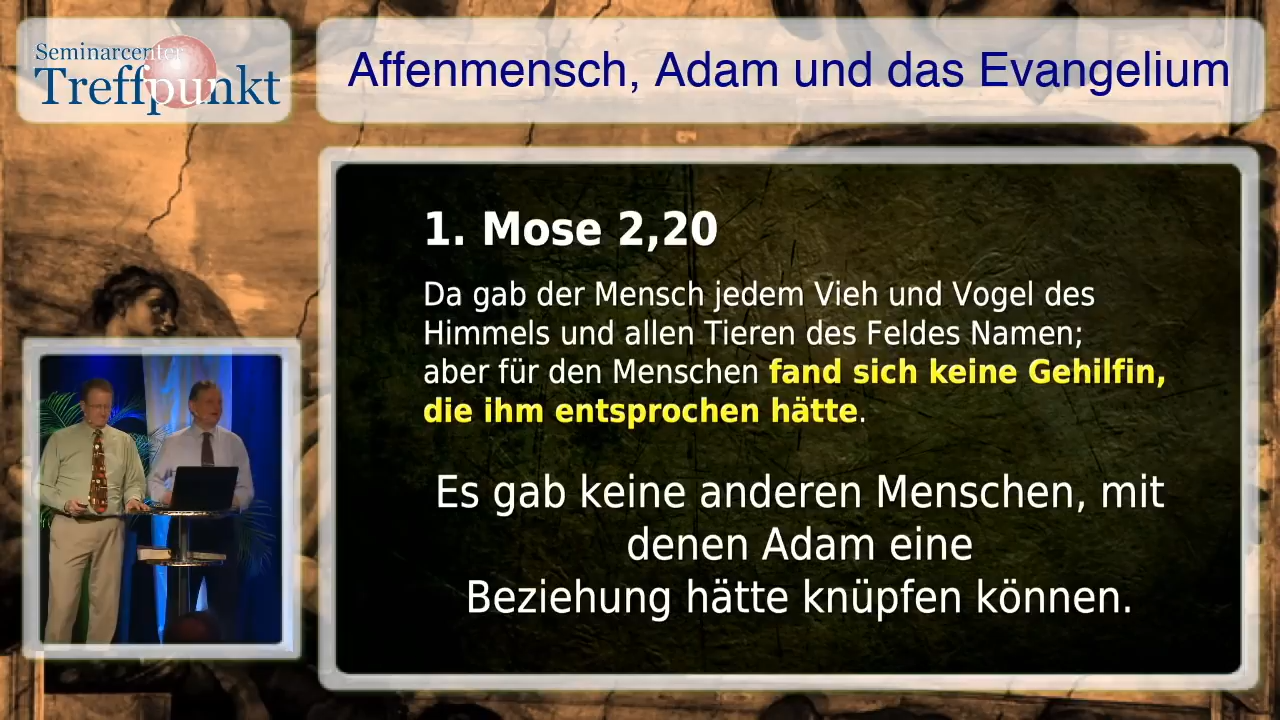 Seminarcenter
Treffpunkt
Affenmensch, Adam und das Evangelium
1. Mose 2,20
Da gab der Mensch jedem Vieh und Vogel des
Himmels und allen Tieren des Feldes Namen;
aber für den Menschen fand sich keine Gehilfin,
die ihm entsprochen hätte.
Es gab keine anderen Menschen, mit
denen Adam eine
Beziehung hätte knüpfen können.